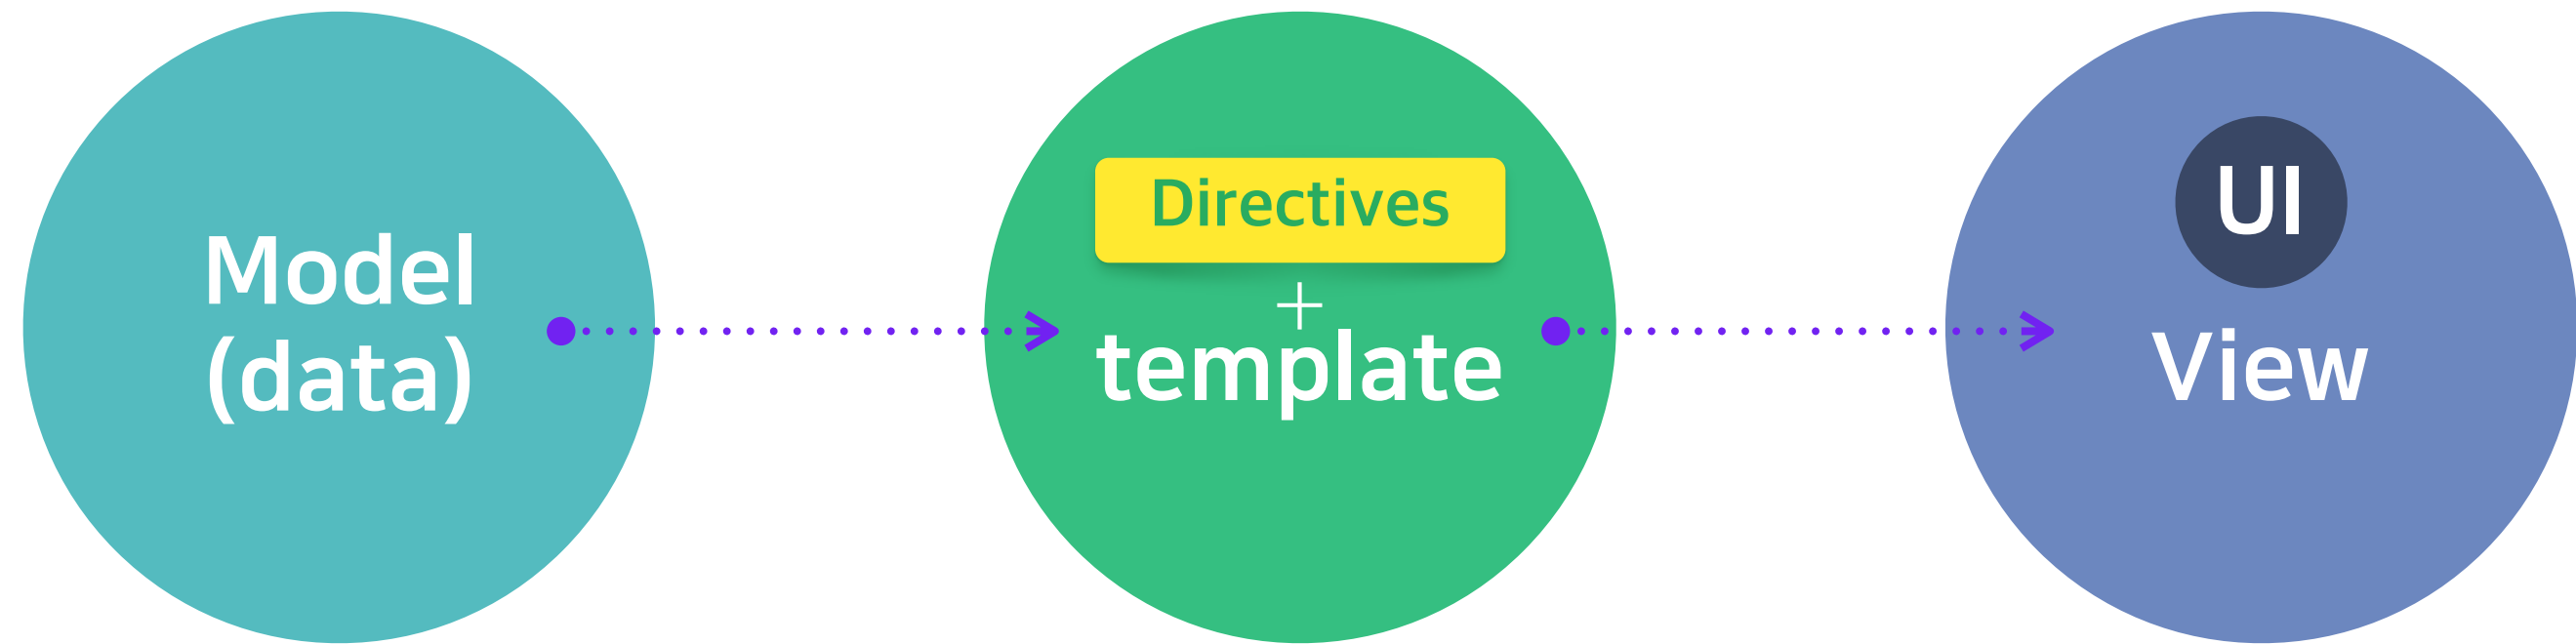 Model
(data)
Directives
+
template
UI
View